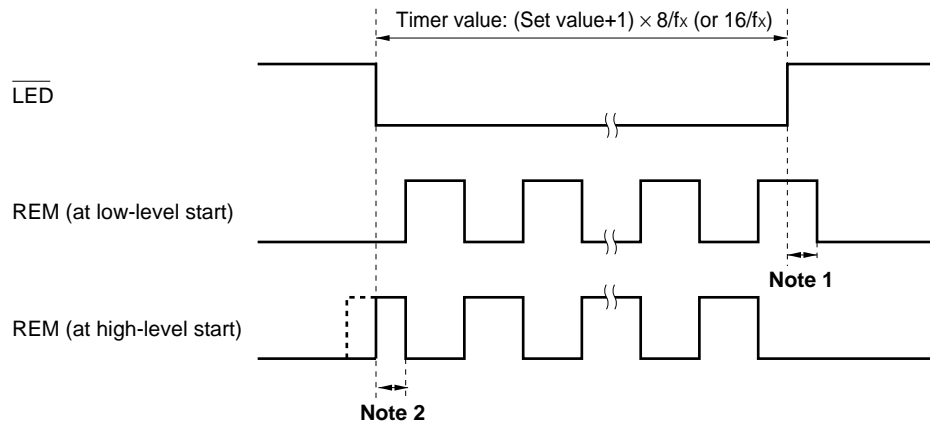 Timer value: (Set value+1) × 8/fx (or 16/fx)
LED
REM (at low-level start)
Note 1
REM (at high-level start)
Note 2